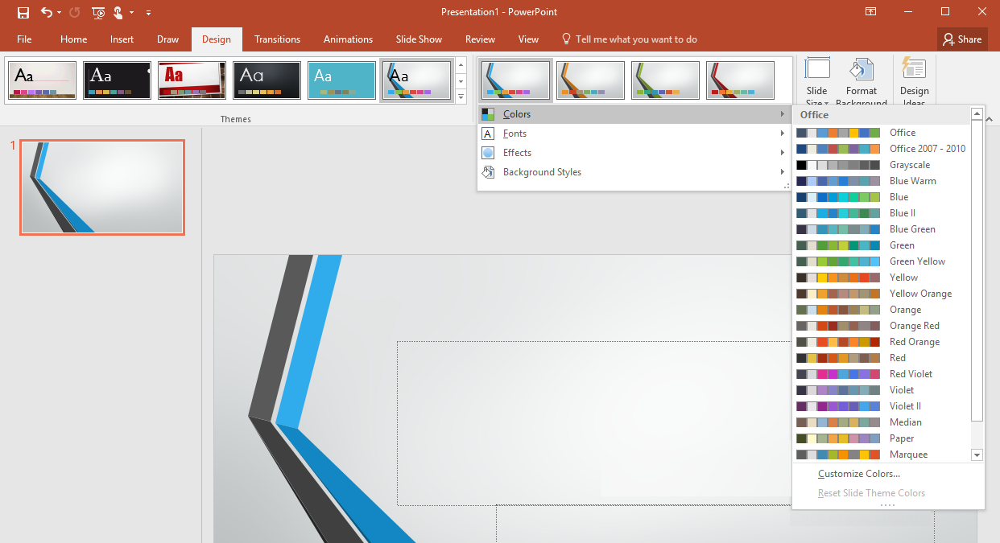 Presentation1 - PowerPoint
File Home Insert Draw Design Transitions Animations Slide Show Review View Tell me what you want to do Share
Aa Aa Aa Aa Aa Aa
Slide Size
Format Background
Design Ideas
Themes
Colors
Fonts
Effects
Background Styles
Office
Office
Office 2007 - 2010
Grayscale
Blue Warm
Blue
Blue II
Blue Green
Green
Green Yellow
Yellow
Yellow Orange
Orange
Orange Red
Red Orange
Red
Red Violet
Violet
Violet II
Median
Paper
Marquee
Customize Colors...
Reset Slide Theme Colors
1